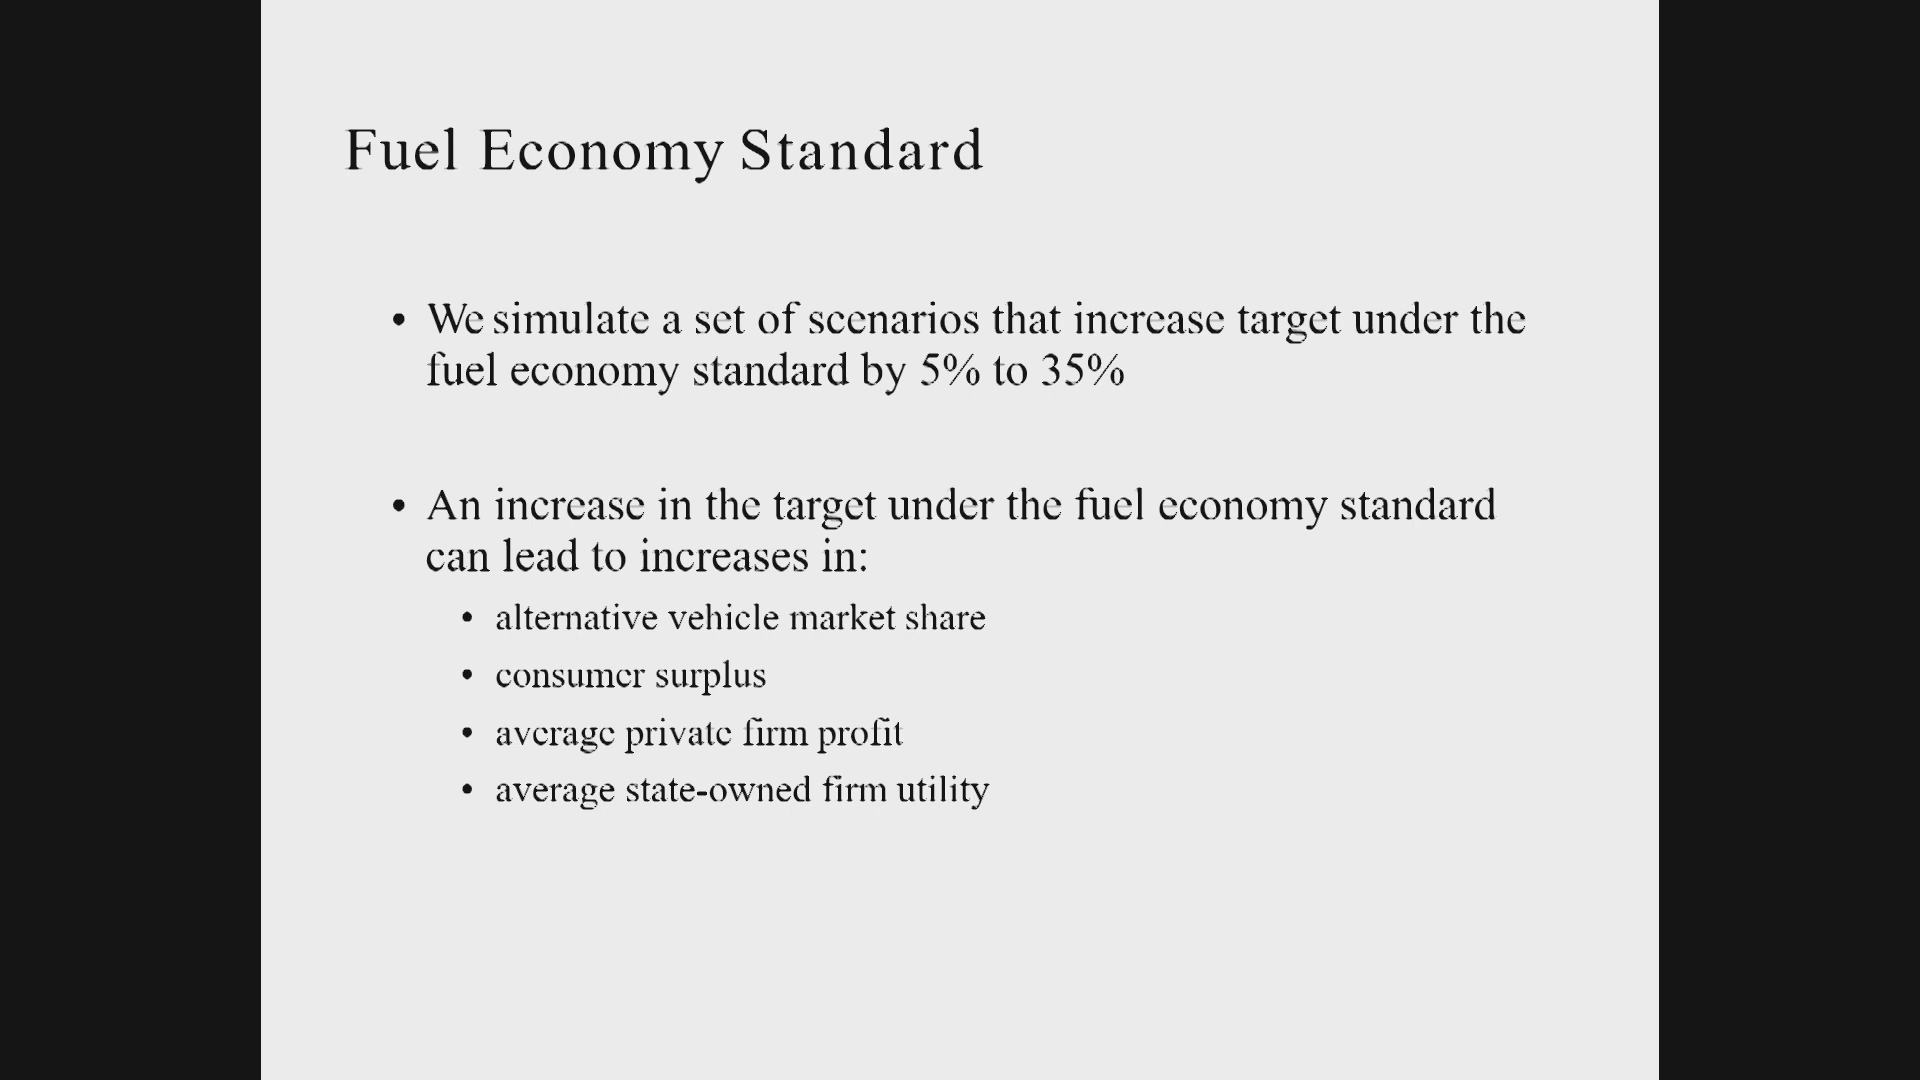 Fuel Economy Standard
• We simulate a set of scenarios that increase target under the
fuel economy standard by 5% to 35%
• An increase in the target under the fuel economy standard
can lead to increases in:
• alternative vehicle market share
• consumer surplus
• average private firm profit
• average state-owned firm utility